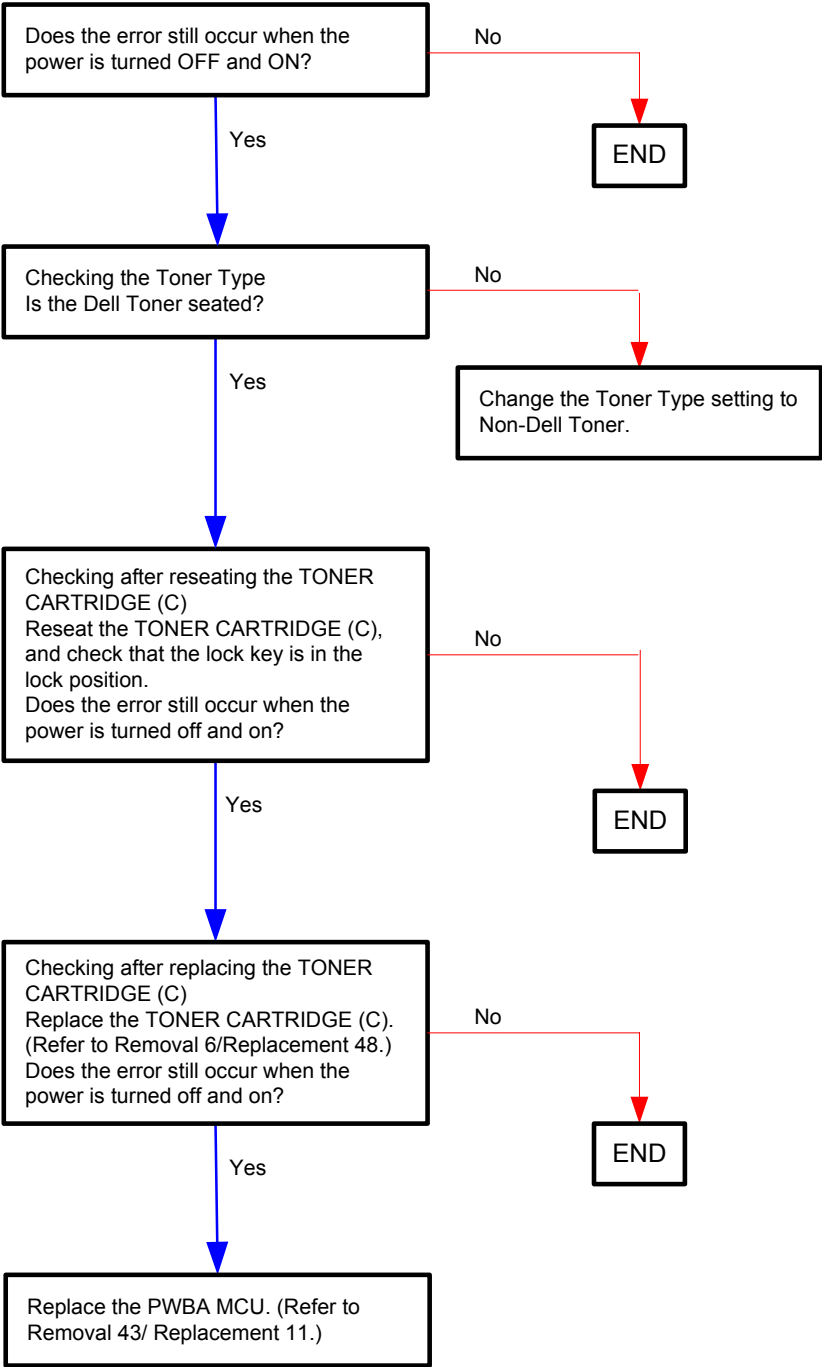 Does the error still occur when the
power is turned OFF and ON?
No
END
Yes
Checking the Toner Type
Is the Dell Toner seated?
No
Change the Toner Type setting to
Non-Dell Toner.
Yes
Checking after reseating the TONER
CARTRIDGE (C)
Reseat the TONER CARTRIDGE (C),
and check that the lock key is in the
lock position.
Does the error still occur when the
power is turned off and on?
No
END
Yes
Checking after replacing the TONER
CARTRIDGE (C)
Replace the TONER CARTRIDGE (C).
(Refer to Removal 6/Replacement 48.)
Does the error still occur when the
power is turned off and on?
No
END
Yes
Replace the PWBA MCU. (Refer to
Removal 43/ Replacement 11.)